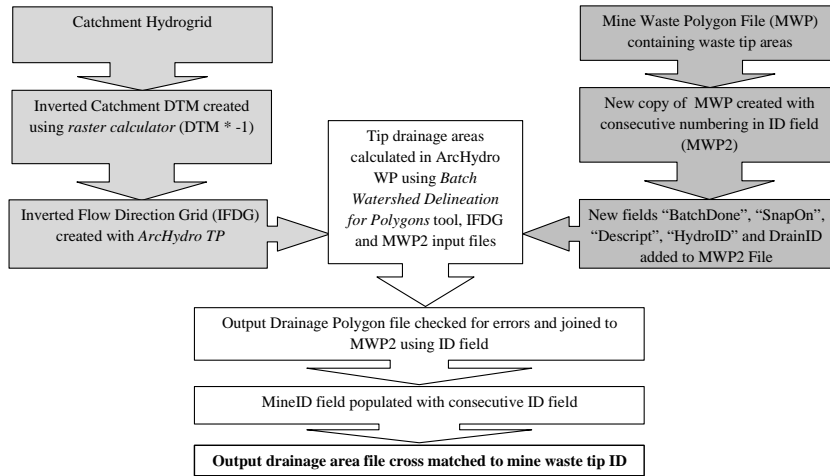 Catchment Hydrogrid
Inverted Catchment DTM created
using raster calculator (DTM * -1)
Inverted Flow Direction Grid (IFDG)
created with ArcHydro TP
Mine Waste Polygon File (MWP)
containing waste tip areas
New copy of MWP created with
consecutive numbering in ID field
(MWP2)
New fields “BatchDone”, “SnapOn”,
“Descript”, “HydroID” and DrainID
added to MWP2 File
Tip drainage areas
calculated in ArcHydro
WP using Batch
Watershed Delineation
for Polygons tool, IFDG
and MWP2 input files
Output Drainage Polygon file checked for errors and joined to
MWP2 using ID field
MineID field populated with consecutive ID field
Output drainage area file cross matched to mine waste tip ID